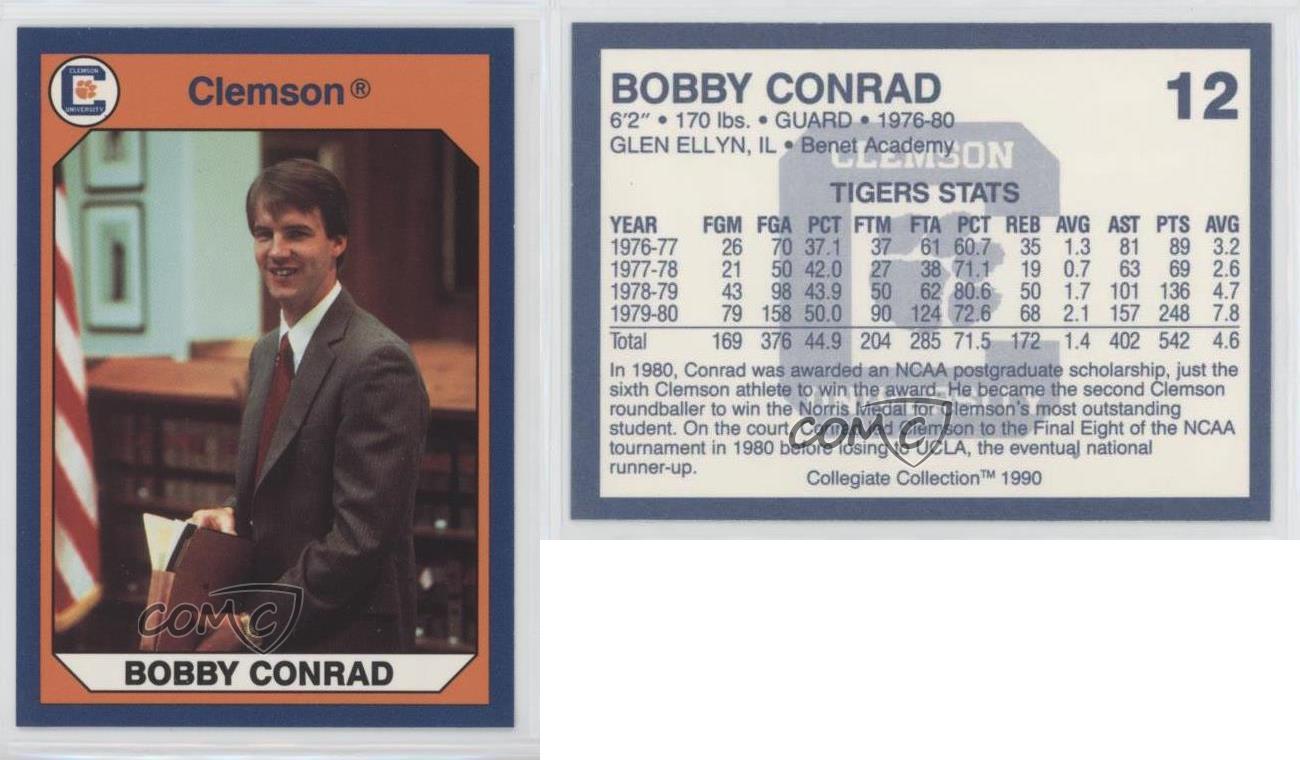 CLEMSON
UNIVERSITY
Clemson®
COMC
BOBBY CONRAD
BOBBY CONRAD 12
6'2" • 170 lbs. • GUARD • 1976-80
GLEN ELLYN, IL • Benet Academy
CLEMSON
TIGERS STATS
YEAR FGM FGA PCT FTM FTA PCT REB AVG AST PTS AVG
1976-77 26 70 37.1 37 61 60.7 35 1.3 81 89 3.2
1977-78 21 50 42.0 27 38 71.1 19 0.7 63 69 2.6
1978-79 43 98 43.9 50 62 80.6 50 1.7 101 136 4.7
1979-80 79 158 50.0 90 124 72.6 68 2.1 157 248 7.8
Total 169 376 44.9 204 285 71.5 172 1.4 402 542 4.6
In 1980, Conrad was awarded an NCAA postgraduate scholarship, just the
sixth Clemson athlete to win the award. He became the second Clemson
roundballer to win the Norris Medal for Clemson's most outstanding
student. On the court, Conrad led Clemson to the Final Eight of the NCAA
tournament in 1980 before losing to UCLA, the eventual national
runner-up.
UNIVERSITY
COMC
Collegiate Collection™ 1990